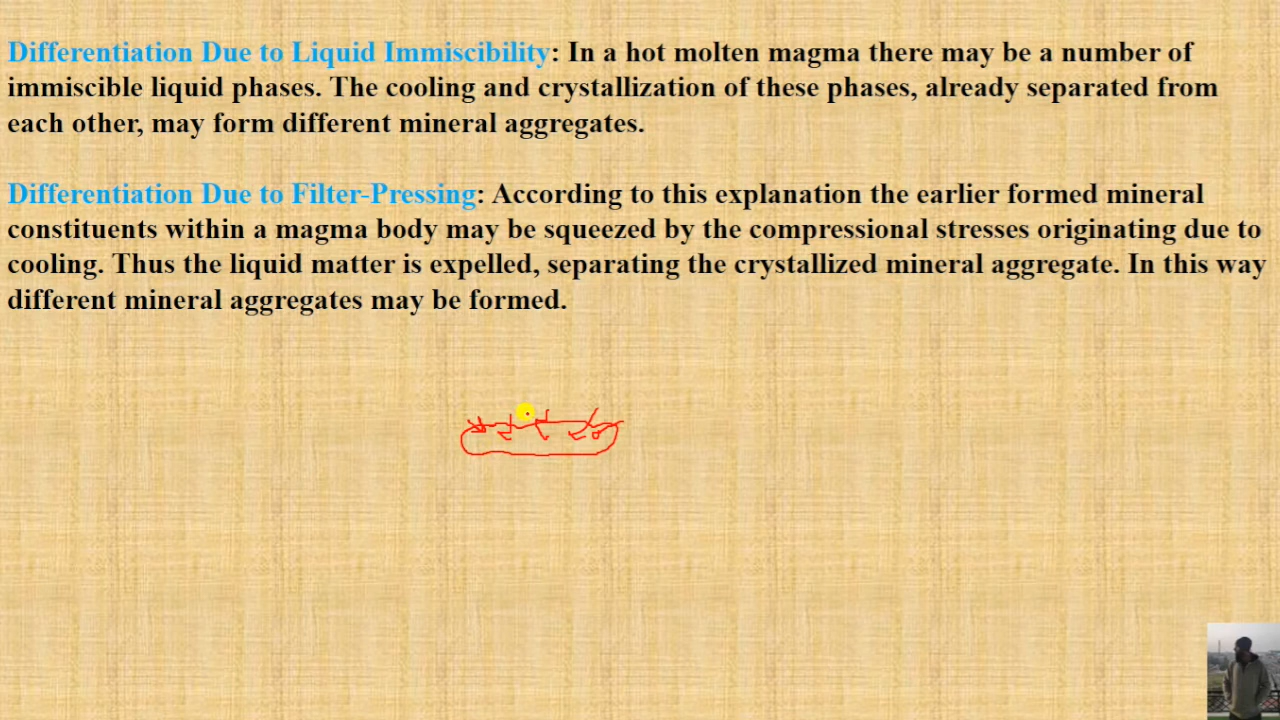 Differentiation Due to Liquid Immiscibility: In a hot molten magma there may be a number of
immiscible liquid phases. The cooling and crystallization of these phases, already separated from
each other, may form different mineral aggregates.
Differentiation Due to Filter-Pressing: According to this explanation the earlier formed mineral
constituents within a magma body may be squeezed by the compressional stresses originating due to
cooling. Thus the liquid matter is expelled, separating the crystallized mineral aggregate. In this way
different mineral aggregates may be formed.